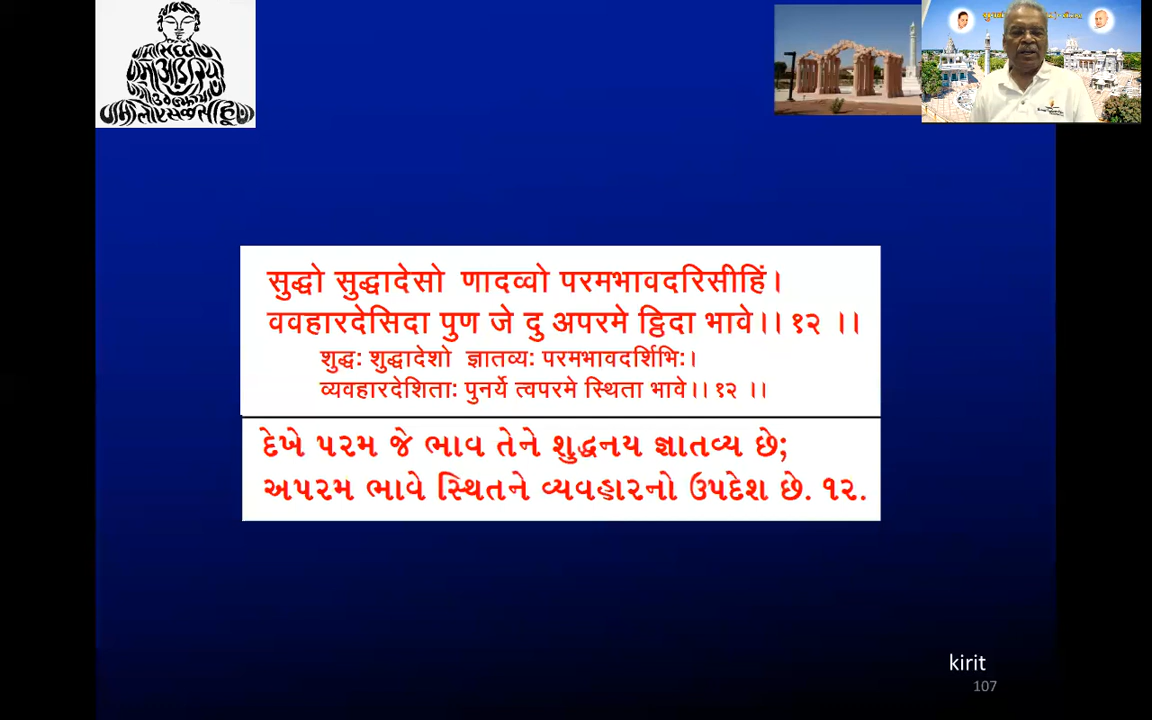 सुद्धो सुद्धादेसो णादव्वो परमभावदरिसीहिं।
ववहारदेसिदा पुण जे दु अपरमे ट्ठिदा भावे।। १२ ।।
शुद्धः शुद्धादेशो ज्ञातव्यः परमभावदर्शिभिः।
व्यवहारदेशिताः पुनर्ये त्वपरमे स्थिता भावे।। १२ ।।
દેખે પરમ જે ભાવ તેને શુદ્ધનય જ્ઞાતવ્ય છે;
અપરમ ભાવે સ્થિતને વ્યવહારનો ઉપદેશ છે. ૧૨.
kirit
107